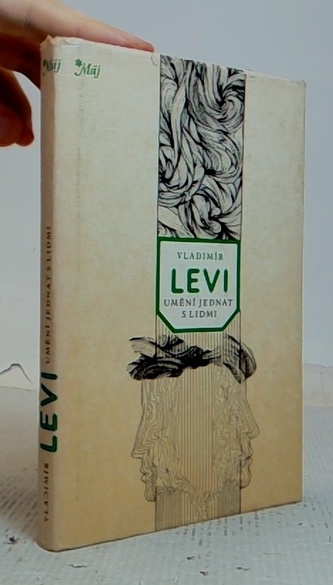 Máj
Máj
VLADIMÍR
LEVI
UMĚNÍ JEDNAT
S LIDMI
VLADIMÍR LEVI UMĚNÍ JEDNAT S LIDMI